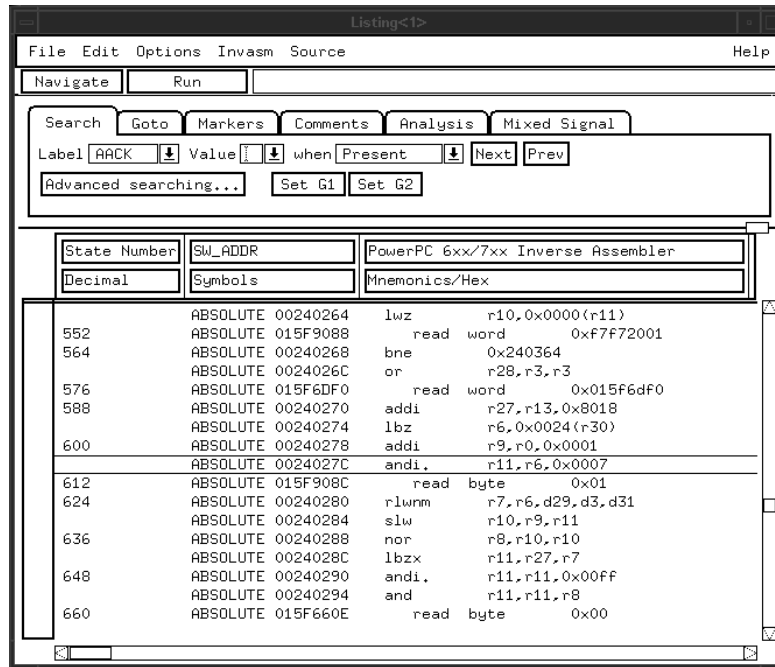 Listing<1>
File Edit Options Invasm Source Help
Navigate Run
Search Goto Markers Comments Analysis Mixed Signal
Label AACK Value when Present Next Prev
Advanced searching... Set G1 Set G2
State Number SW_ADDR PowerPC 6xx/7xx Inverse Assembler
Decimal Symbols Mnemonics/Hex
ABSOLUTE 00240264 lwz r10,0x0000(r11)
552 ABSOLUTE 015F9088 read word 0xf7f72001
564 ABSOLUTE 00240268 bne 0x240364
ABSOLUTE 0024026C or r28,r3,r3
576 ABSOLUTE 015F6DF0 read word 0x015f6df0
588 ABSOLUTE 00240270 addi r27,r13,0x8018
ABSOLUTE 00240274 lbz r6,0x0024(r30)
600 ABSOLUTE 00240278 addi r9,r0,0x0001
ABSOLUTE 0024027C andi. r11,r6,0x0007
612 ABSOLUTE 015F908C read byte 0x01
624 ABSOLUTE 00240280 rlwnm r7,r6,d29,d3,d31
ABSOLUTE 00240284 slw r10,r9,r11
636 ABSOLUTE 00240288 nor r8,r10,r10
ABSOLUTE 0024028C lbzx r11,r27,r7
648 ABSOLUTE 00240290 andi. r11,r11,0x00ff
ABSOLUTE 00240294 and r11,r11,r8
660 ABSOLUTE 015F660E read byte 0x00